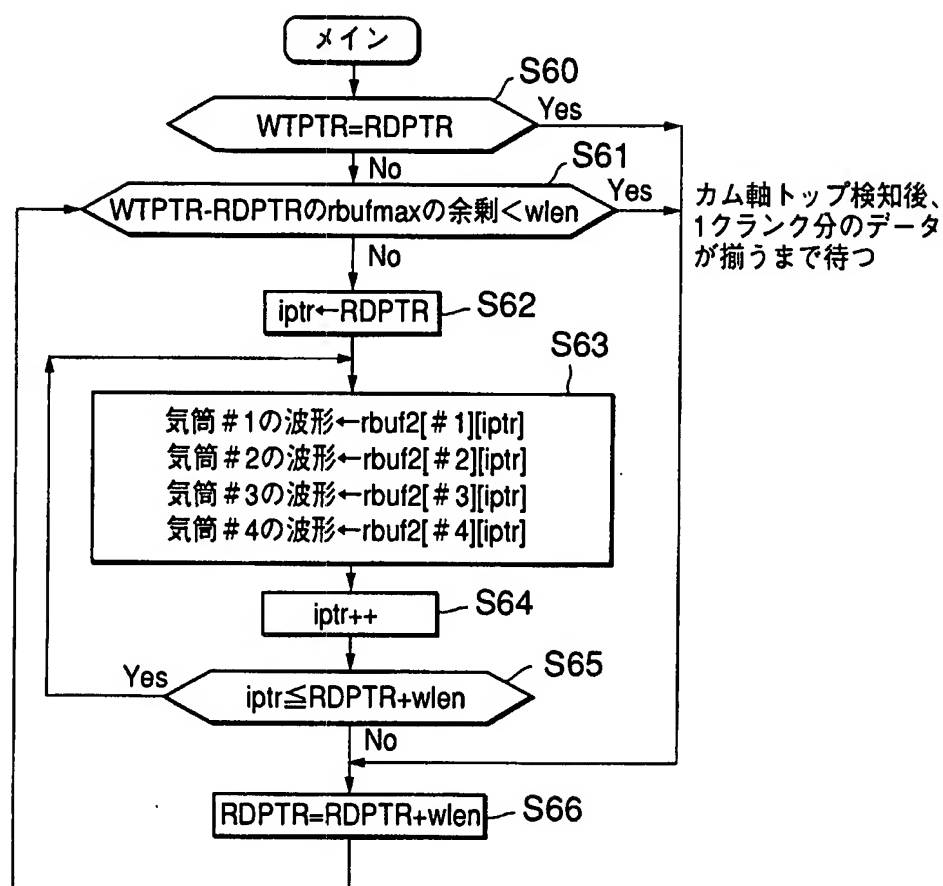 メイン
S60
WTPTR=RDPTR
Yes
No
S61
WTPTR-RDPTRのrbufmaxの余剰<wlen
Yes
カム軸トップ検知後、
1クランク分のデータ
が揃うまで待つ
No
iptr←RDPTR
S62
S63
気筒#1の波形←rbuf2[#1][iptr]
気筒#2の波形←rbuf2[#2][iptr]
気筒#3の波形←rbuf2[#3][iptr]
気筒#4の波形←rbuf2[#4][iptr]
iptr++
S64
S65
Yes
iptr≦RDPTR+wlen
No
RDPTR=RDPTR+wlen
S66